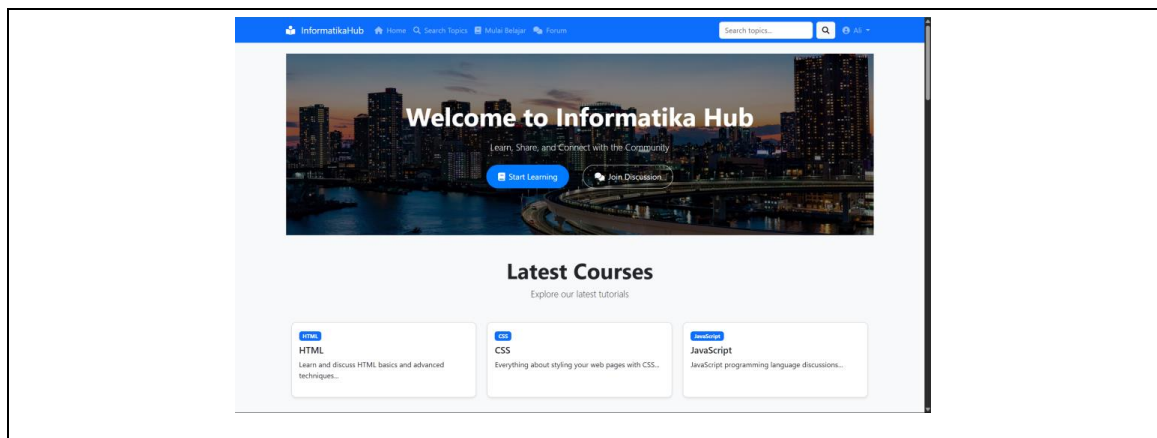 InformatikaHub Home Search Topics Mulai Belajar Forum Search topics... Ali
Welcome to Informatika Hub
Learn, Share, and Connect with the Community
Start Learning Join Discussion
Latest Courses
Explore our latest tutorials
HTML CSS JavaScript
HTML CSS JavaScript
Learn and discuss HTML basics and advanced techniques...
Everything about styling your web pages with CSS...
JavaScript programming language discussions...